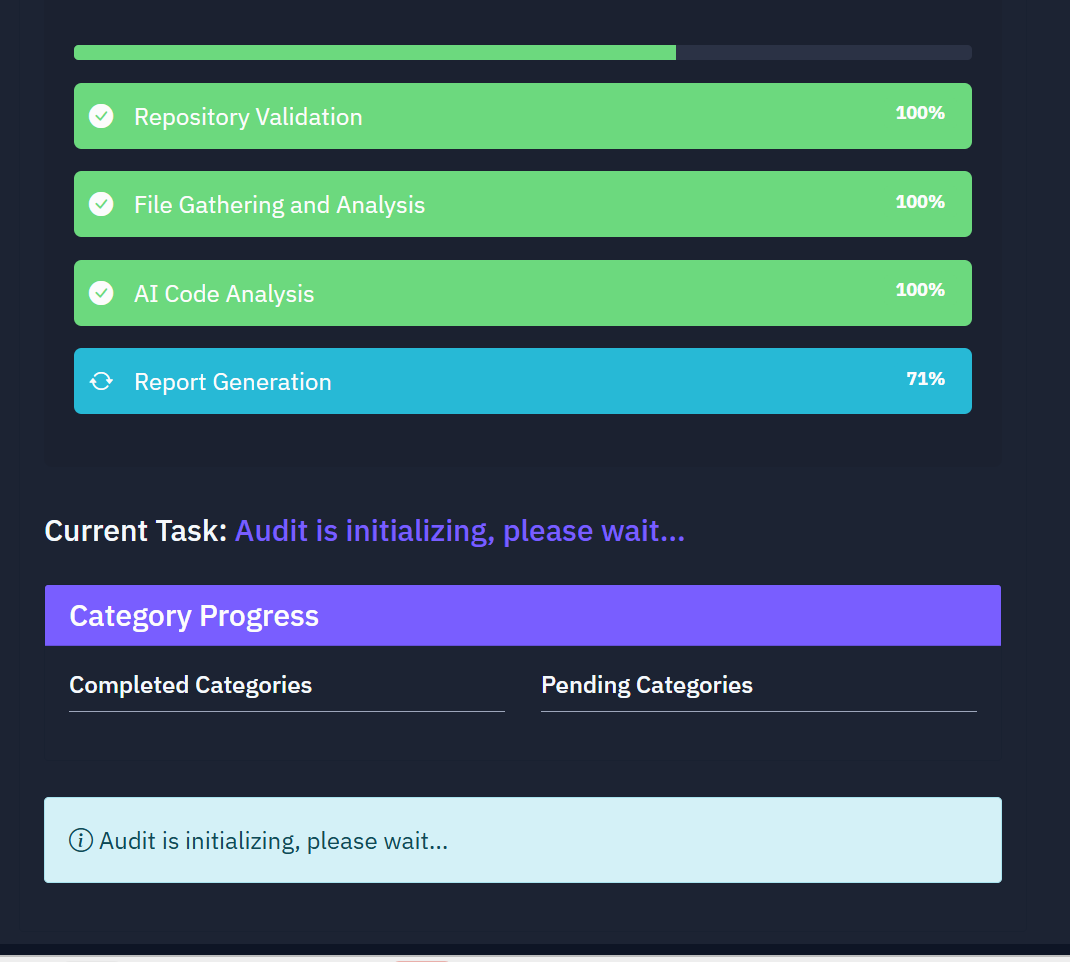 Repository Validation 100%
File Gathering and Analysis 100%
AI Code Analysis 100%
Report Generation 71%
Current Task: Audit is initializing, please wait...
Category Progress
Completed Categories
Pending Categories
Audit is initializing, please wait...